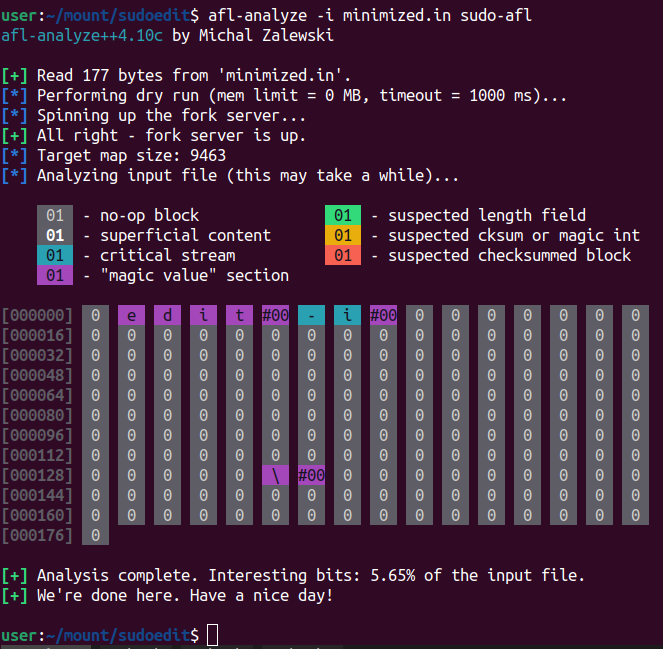 user:~/mount/sudoedit$ afl-analyze -i minimized.in sudo-afl
afl-analyze++4.10c by Michal Zalewski
[+] Read 177 bytes from 'minimized.in'.
[*] Performing dry run (mem limit = 0 MB, timeout = 1000 ms)...
[*] Spinning up the fork server...
[+] All right - fork server is up.
[*] Target map size: 9463
[*] Analyzing input file (this may take a while)...
01 - no-op block 01 - suspected length field
01 - superficial content 01 - suspected cksum or magic int
01 - critical stream 01 - suspected checksummed block
01 - "magic value" section
[000000] 0 e d i t #00 - i #00 0 0 0 0 0 0 0
[000016] 0 0 0 0 0 0 0 0 0 0 0 0 0 0 0 0
[000032] 0 0 0 0 0 0 0 0 0 0 0 0 0 0 0 0
[000048] 0 0 0 0 0 0 0 0 0 0 0 0 0 0 0 0
[000064] 0 0 0 0 0 0 0 0 0 0 0 0 0 0 0 0
[000080] 0 0 0 0 0 0 0 0 0 0 0 0 0 0 0 0
[000096] 0 0 0 0 0 0 0 0 0 0 0 0 0 0 0 0
[000112] 0 0 0 0 0 0 0 0 0 0 0 0 0 0 0 0
[000128] 0 0 0 0 0 \ #00 0 0 0 0 0 0 0 0 0
[000144] 0 0 0 0 0 0 0 0 0 0 0 0 0 0 0 0
[000160] 0 0 0 0 0 0 0 0 0 0 0 0 0 0 0 0
[000176] 0
[+] Analysis complete. Interesting bits: 5.65% of the input file.
[+] We're done here. Have a nice day!
user:~/mount/sudoedit$